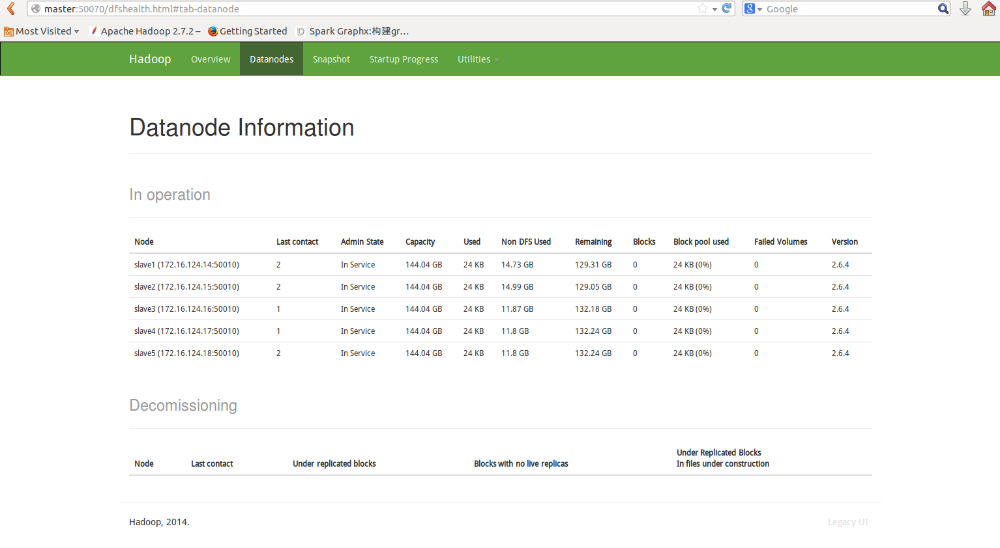 master:50070/dfshealth.html#tab-datanode Google
Most Visited Apache Hadoop 2.7.2 – Getting Started Spark Graphx:构建gr...
Hadoop Overview Datanodes Snapshot Startup Progress Utilities
Datanode Information
In operation
Node Last contact Admin State Capacity Used Non DFS Used Remaining Blocks Block pool used Failed Volumes Version
slave1 (172.16.124.14:50010) 2 In Service 144.04 GB 24 KB 14.73 GB 129.31 GB 0 24 KB (0%) 0 2.6.4
slave2 (172.16.124.15:50010) 2 In Service 144.04 GB 24 KB 14.99 GB 129.05 GB 0 24 KB (0%) 0 2.6.4
slave3 (172.16.124.16:50010) 1 In Service 144.04 GB 24 KB 11.87 GB 132.18 GB 0 24 KB (0%) 0 2.6.4
slave4 (172.16.124.17:50010) 1 In Service 144.04 GB 24 KB 11.8 GB 132.24 GB 0 24 KB (0%) 0 2.6.4
slave5 (172.16.124.18:50010) 2 In Service 144.04 GB 24 KB 11.8 GB 132.24 GB 0 24 KB (0%) 0 2.6.4
Decomissioning
Node Last contact Under replicated blocks Blocks with no live replicas Under Replicated Blocks
In files under construction
Hadoop, 2014. Legacy UI